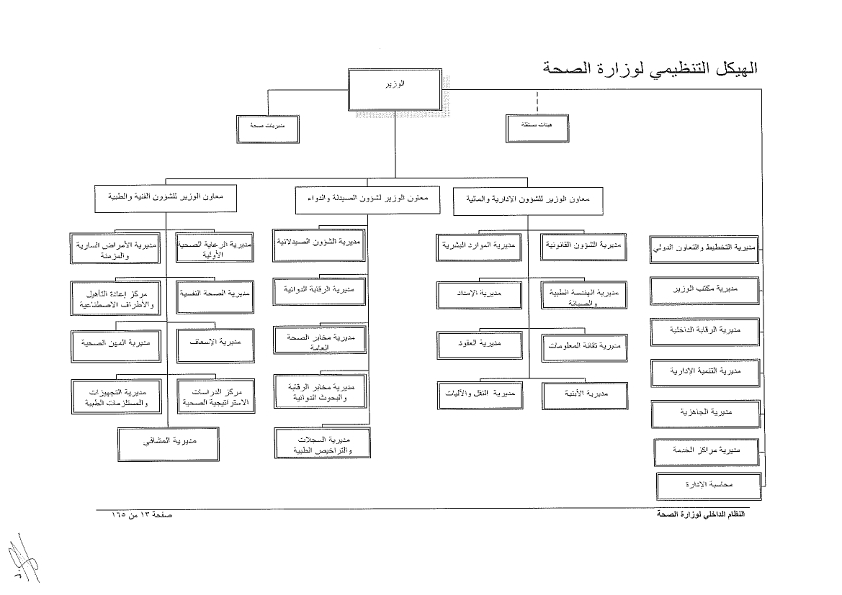 الهيكل التنظيمي لوزارة الصحة
الوزير
هيئات مستقلة
مديريات صحة
معاون الوزير للشؤون الادارية والمالية
معاون الوزير لشؤون الصيدلة والدواء
معاون الوزير للشؤون الفنية والطبية
مديرية التخطيط والتعاون الدولي
مديرية مكتب الوزير
مديرية الرقابة الداخلية
مديرية التنمية الإدارية
مديرية الجاهزية
مديرية مراكز الخدمة
محاسبة الإدارة
مديرية الشؤون القانونية
مديرية الموارد البشرية
مديرية الهندسة الطبية
والصيانة
مديرية الإمداد
مديرية تقانة المعلومات
مديرية العقود
مديرية الأبنية
مديرية النقل والآليات
مديرية الشؤون الصيدلانية
مديرية الرقابة الدوائية
مديرية مخابر الصحة
العامة
مديرية مخابر الرقابة
والبحوث الدوائية
مديرية السجلات
والتراخيص الطبية
مديرية الرعاية الصحية
الأولية
مديرية الأمراض السارية
والمزمنة
مديرية الصحة النفسية
مركز إعادة التأهيل
والأطراف الاصطناعية
مديرية الإسعاف
مديرية المهن الصحية
مركز الدراسات
الاستراتيجية الصحية
مديرية التجهيزات
والمستلزمات الطبية
مديرية المشافي
النظام الداخلي لوزارة الصحة
صفحة ١٣ من ١٦٥